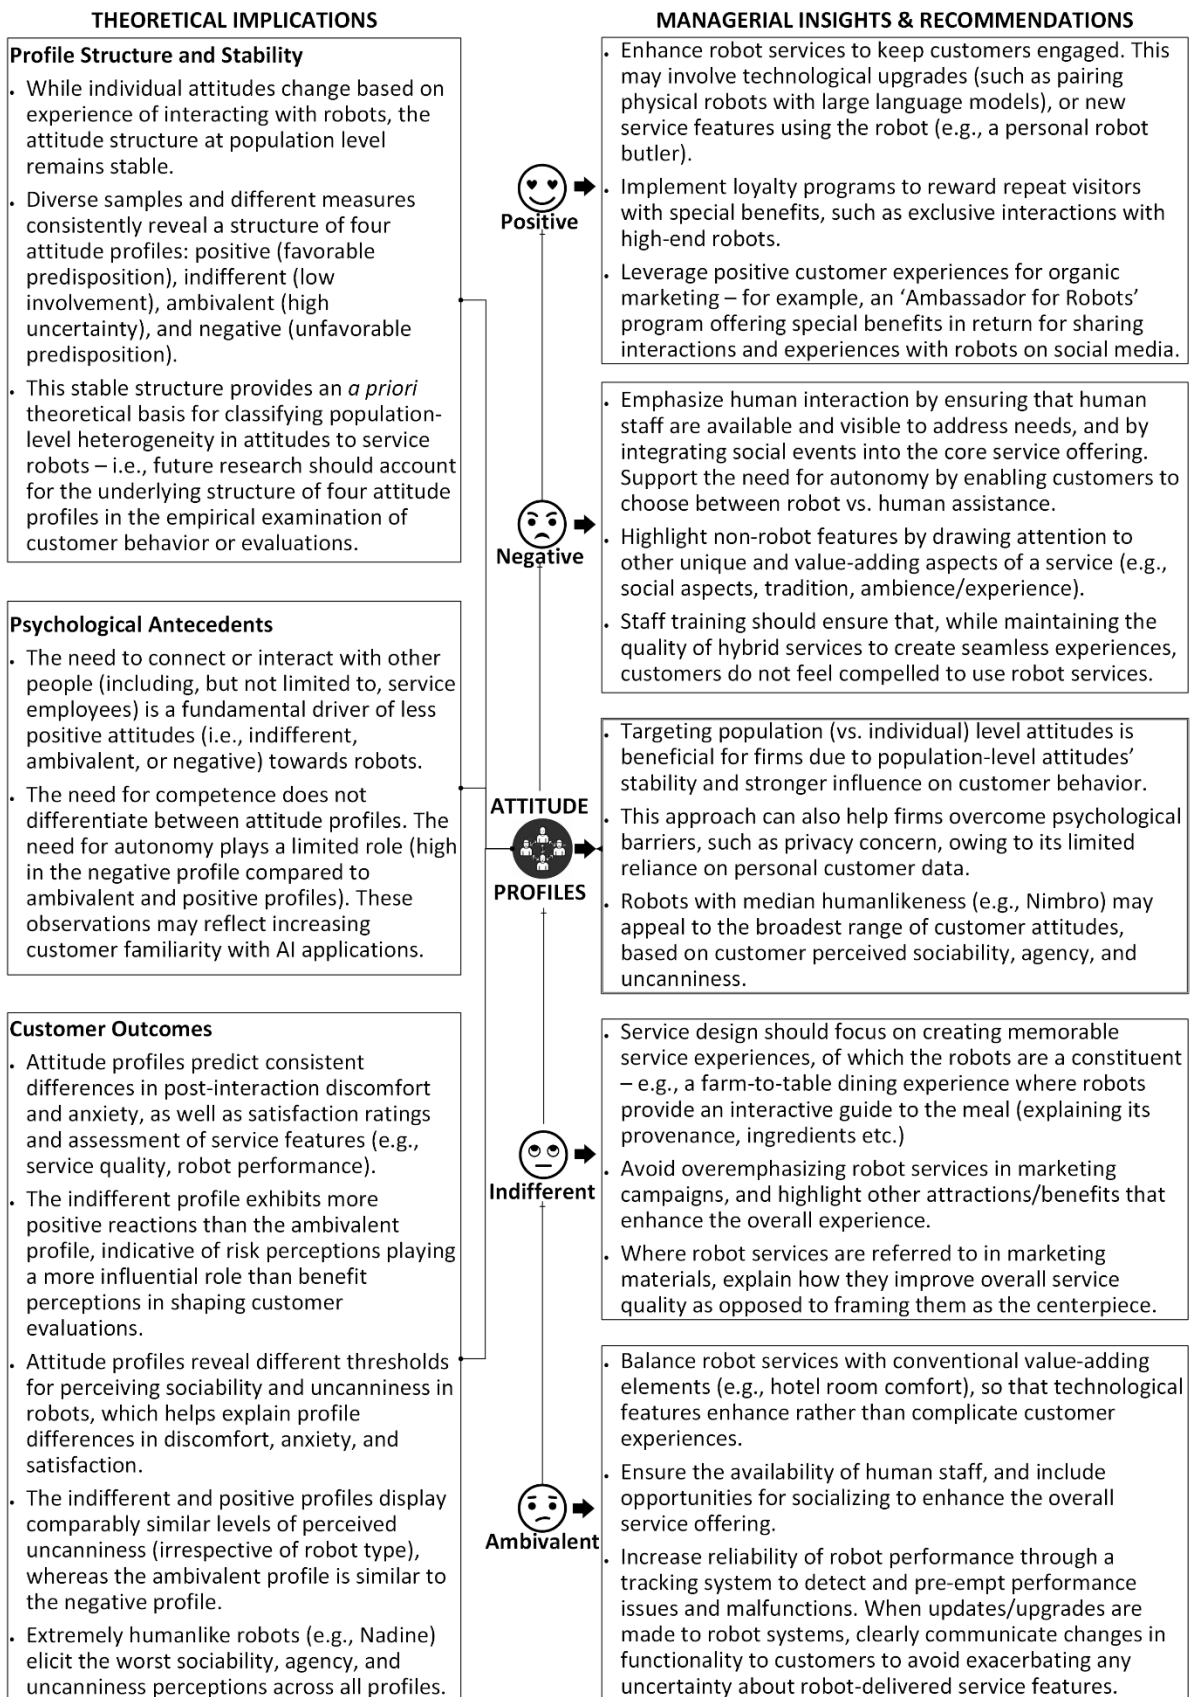 THEORETICAL IMPLICATIONS
Profile Structure and Stability
• While individual attitudes change based on
experience of interacting with robots, the
attitude structure at population level
remains stable.
• Diverse samples and different measures
consistently reveal a structure of four
attitude profiles: positive (favorable
predisposition), indifferent (low
involvement), ambivalent (high
uncertainty), and negative (unfavorable
predisposition).
• This stable structure provides an a priori
theoretical basis for classifying population-
level heterogeneity in attitudes to service
robots – i.e., future research should account
for the underlying structure of four attitude
profiles in the empirical examination of
customer behavior or evaluations.
Psychological Antecedents
• The need to connect or interact with other
people (including, but not limited to, service
employees) is a fundamental driver of less
positive attitudes (i.e., indifferent,
ambivalent, or negative) towards robots.
• The need for competence does not
differentiate between attitude profiles. The
need for autonomy plays a limited role (high
in the negative profile compared to
ambivalent and positive profiles). These
observations may reflect increasing
customer familiarity with AI applications.
Customer Outcomes
• Attitude profiles predict consistent
differences in post-interaction discomfort
and anxiety, as well as satisfaction ratings
and assessment of service features (e.g.,
service quality, robot performance).
• The indifferent profile exhibits more
positive reactions than the ambivalent
profile, indicative of risk perceptions playing
a more influential role than benefit
perceptions in shaping customer
evaluations.
• Attitude profiles reveal different thresholds
for perceiving sociability and uncanniness in
robots, which helps explain profile
differences in discomfort, anxiety, and
satisfaction.
• The indifferent and positive profiles display
comparably similar levels of perceived
uncanniness (irrespective of robot type),
whereas the ambivalent profile is similar to
the negative profile.
• Extremely humanlike robots (e.g., Nadine)
elicit the worst sociability, agency, and
uncanniness perceptions across all profiles.
MANAGERIAL INSIGHTS & RECOMMENDATIONS
Positive
• Enhance robot services to keep customers engaged. This
may involve technological upgrades (such as pairing
physical robots with large language models), or new
service features using the robot (e.g., a personal robot
butler).
• Implement loyalty programs to reward repeat visitors
with special benefits, such as exclusive interactions with
high-end robots.
• Leverage positive customer experiences for organic
marketing – for example, an ‘Ambassador for Robots’
program offering special benefits in return for sharing
interactions and experiences with robots on social media.
Negative
• Emphasize human interaction by ensuring that human
staff are available and visible to address needs, and by
integrating social events into the core service offering.
Support the need for autonomy by enabling customers to
choose between robot vs. human assistance.
• Highlight non-robot features by drawing attention to
other unique and value-adding aspects of a service (e.g.,
social aspects, tradition, ambience/experience).
• Staff training should ensure that, while maintaining the
quality of hybrid services to create seamless experiences,
customers do not feel compelled to use robot services.
ATTITUDE
PROFILES
• Targeting population (vs. individual) level attitudes is
beneficial for firms due to population-level attitudes’
stability and stronger influence on customer behavior.
• This approach can also help firms overcome psychological
barriers, such as privacy concern, owing to its limited
reliance on personal customer data.
• Robots with median humanlikeness (e.g., Nimbro) may
appeal to the broadest range of customer attitudes,
based on customer perceived sociability, agency, and
uncanniness.
Indifferent
• Service design should focus on creating memorable
service experiences, of which the robots are a constituent
– e.g., a farm-to-table dining experience where robots
provide an interactive guide to the meal (explaining its
provenance, ingredients etc.)
• Avoid overemphasizing robot services in marketing
campaigns, and highlight other attractions/benefits that
enhance the overall experience.
• Where robot services are referred to in marketing
materials, explain how they improve overall service
quality as opposed to framing them as the centerpiece.
Ambivalent
• Balance robot services with conventional value-adding
elements (e.g., hotel room comfort), so that technological
features enhance rather than complicate customer
experiences.
• Ensure the availability of human staff, and include
opportunities for socializing to enhance the overall
service offering.
• Increase reliability of robot performance through a
tracking system to detect and pre-empt performance
issues and malfunctions. When updates/upgrades are
made to robot systems, clearly communicate changes in
functionality to customers to avoid exacerbating any
uncertainty about robot-delivered service features.